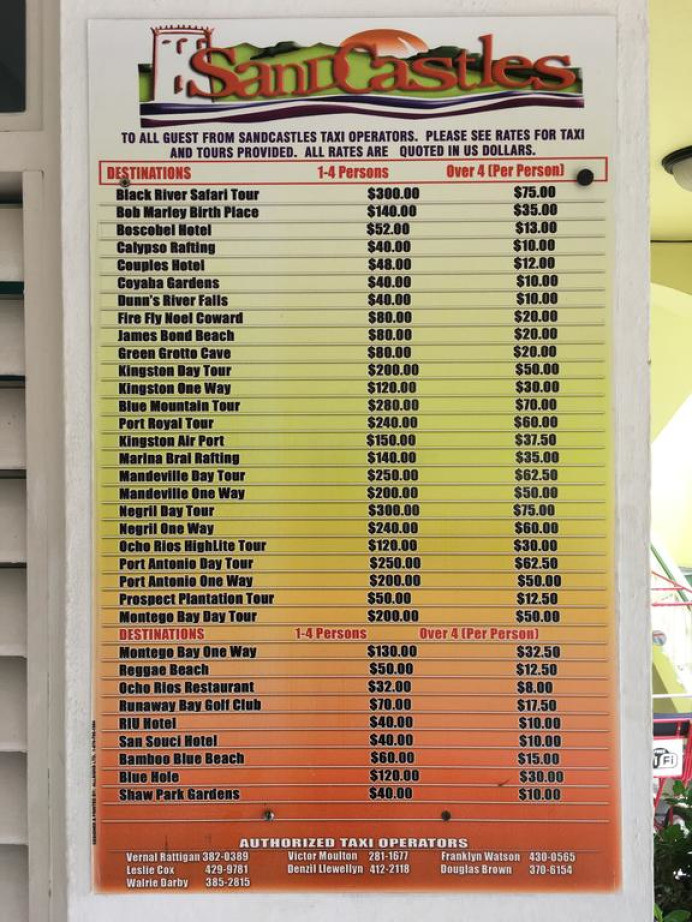 SandCastles
TO ALL GUEST FROM SANDCASTLES TAXI OPERATORS. PLEASE SEE RATES FOR TAXI
AND TOURS PROVIDED. ALL RATES ARE QUOTED IN US DOLLARS.
DESTINATIONS 1-4 Persons Over 4 (Per Person)
Black River Safari Tour $300.00 $75.00
Bob Marley Birth Place $140.00 $35.00
Boscobel Hotel $52.00 $13.00
Calypso Rafting $40.00 $10.00
Couples Hotel $48.00 $12.00
Coyaba Gardens $40.00 $10.00
Dunn's River Falls $40.00 $10.00
Fire Fly Noel Coward $80.00 $20.00
James Bond Beach $80.00 $20.00
Green Grotto Cave $80.00 $20.00
Kingston Day Tour $200.00 $50.00
Kingston One Way $120.00 $30.00
Blue Mountain Tour $280.00 $70.00
Port Royal Tour $240.00 $60.00
Kingston Air Port $150.00 $37.50
Marina Bral Rafting $140.00 $35.00
Mandeville Day Tour $250.00 $62.50
Mandeville One Way $200.00 $50.00
Negril Day Tour $300.00 $75.00
Negril One Way $240.00 $60.00
Ocho Rios HighLite Tour $120.00 $30.00
Port Antonio Day Tour $250.00 $62.50
Port Antonio One Way $200.00 $50.00
Prospect Plantation Tour $50.00 $12.50
Montego Bay Day Tour $200.00 $50.00
DESTINATIONS 1-4 Persons Over 4 (Per Person)
Montego Bay One Way $130.00 $32.50
Reggae Beach $50.00 $12.50
Ocho Rios Restaurant $32.00 $8.00
Runaway Bay Golf Club $70.00 $17.50
RIU Hotel $40.00 $10.00
San Souci Hotel $40.00 $10.00
Bamboo Blue Beach $60.00 $15.00
Blue Hole $120.00 $30.00
Shaw Park Gardens $40.00 $10.00
AUTHORIZED TAXI OPERATORS
Vernal Rattigan 382-0389 Victor Moulton 281-1677 Franklyn Watson 430-0565
Leslie Cox 429-9781 Denzil Llewellyn 412-2118 Douglas Brown 370-6154
Walrie Darby 385-2815
Fi